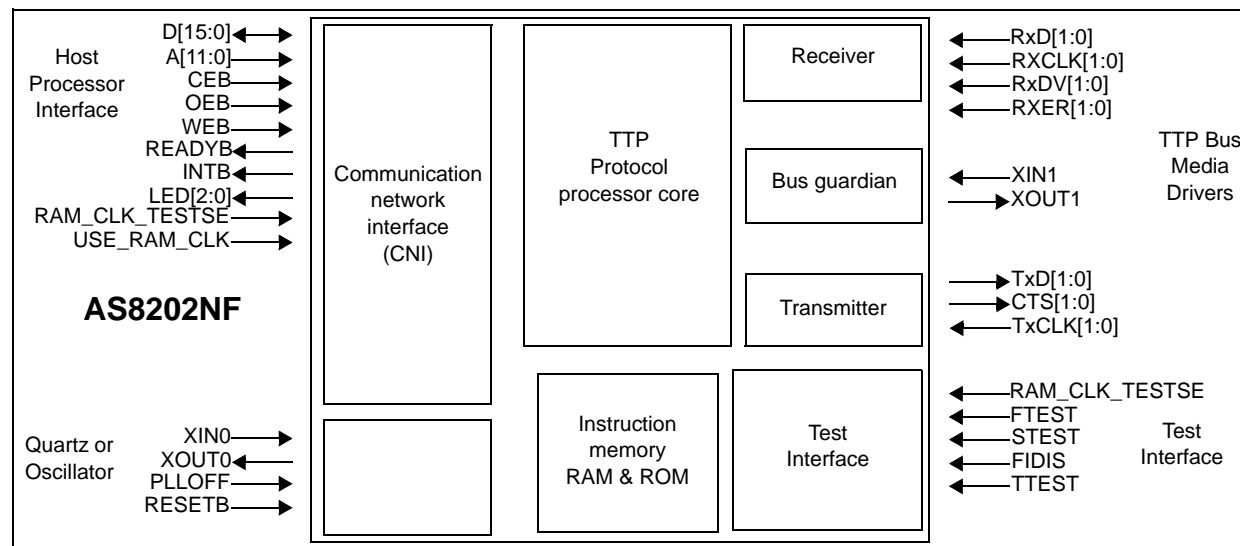 Host
Processor
Interface
D[15:0]
A[11:0]
CEB
OEB
WEB
READYB
INTB
LED[2:0]
RAM_CLK_TESTSE
USE_RAM_CLK
AS8202NF
Quartz or
Oscillator
XIN0
XOUT0
PLLOFF
RESETB
Communication
network
interface
(CNI)
TTP
Protocol
processor core
Instruction
memory
RAM & ROM
Receiver
Bus guardian
Transmitter
Test
Interface
RxD[1:0]
RXCLK[1:0]
RxDV[1:0]
RXER[1:0]
XIN1
XOUT1
TxD[1:0]
CTS[1:0]
TxCLK[1:0]
TTP Bus
Media
Drivers
RAM_CLK_TESTSE
FTEST
STEST
FIDIS
TTEST
Test
Interface